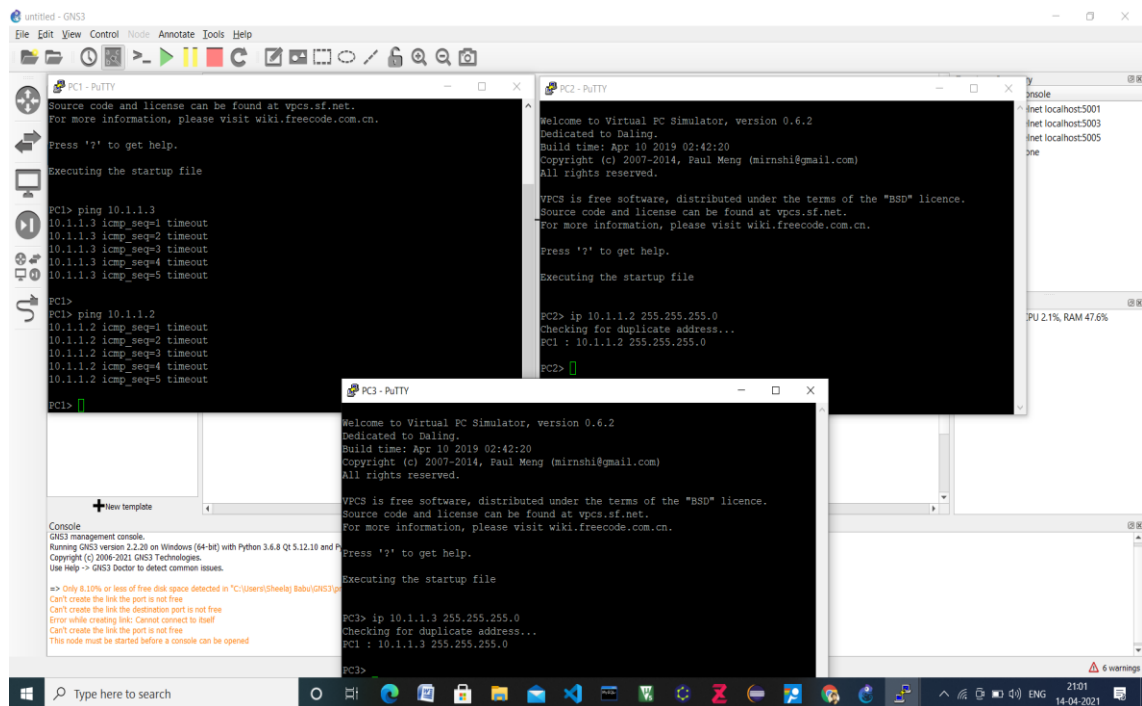 untitled - GNS3
File Edit View Control Node Annotate Tools Help
PC1 - PuTTY
Source code and license can be found at vpcs.sf.net.
For more information, please visit wiki.freecode.com.cn.
Press '?' to get help.
Executing the startup file
PC1> ping 10.1.1.3
10.1.1.3 icmp_seq=1 timeout
10.1.1.3 icmp_seq=2 timeout
10.1.1.3 icmp_seq=3 timeout
10.1.1.3 icmp_seq=4 timeout
10.1.1.3 icmp_seq=5 timeout
PC1>
PC1> ping 10.1.1.2
10.1.1.2 icmp_seq=1 timeout
10.1.1.2 icmp_seq=2 timeout
10.1.1.2 icmp_seq=3 timeout
10.1.1.2 icmp_seq=4 timeout
10.1.1.2 icmp_seq=5 timeout
PC1>
PC2 - PuTTY
Welcome to Virtual PC Simulator, version 0.6.2
Dedicated to Daling.
Build time: Apr 10 2019 02:42:20
Copyright (c) 2007-2014, Paul Meng (mirnshi@gmail.com)
All rights reserved.
VPCS is free software, distributed under the terms of the "BSD" licence.
Source code and license can be found at vpcs.sf.net.
For more information, please visit wiki.freecode.com.cn.
Press '?' to get help.
Executing the startup file
PC2> ip 10.1.1.2 255.255.255.0
Checking for duplicate address...
PC1 : 10.1.1.2 255.255.255.0
PC2>
y
onsole
elnet localhost:5001
elnet localhost:5003
elnet localhost:5005
one
CPU 2.1%, RAM 47.6%
PC3 - PuTTY
Welcome to Virtual PC Simulator, version 0.6.2
Dedicated to Daling.
Build time: Apr 10 2019 02:42:20
Copyright (c) 2007-2014, Paul Meng (mirnshi@gmail.com)
All rights reserved.
VPCS is free software, distributed under the terms of the "BSD" licence.
Source code and license can be found at vpcs.sf.net.
For more information, please visit wiki.freecode.com.cn.
Press '?' to get help.
Executing the startup file
PC3> ip 10.1.1.3 255.255.255.0
Checking for duplicate address...
PC1 : 10.1.1.3 255.255.255.0
PC3>
New template
Console
GNS3 management console.
Running GNS3 version 2.2.20 on Windows (64-bit) with Python 3.6.8 Qt 5.12.10 and P
Copyright (c) 2006-2021 GNS3 Technologies.
Use Help -> GNS3 Doctor to detect common issues.
=> Only 8.10% or less of free disk space detected in "C:\Users\Sheelaj Babu\GNS3\p
Can't create the link the port is not free
Can't create the link the destination port is not free
Error while creating link: Cannot connect to itself
Can't create the link the port is not free
This node must be started before a console can be opened
6 warnings
Type here to search
ENG
21:01
14-04-2021